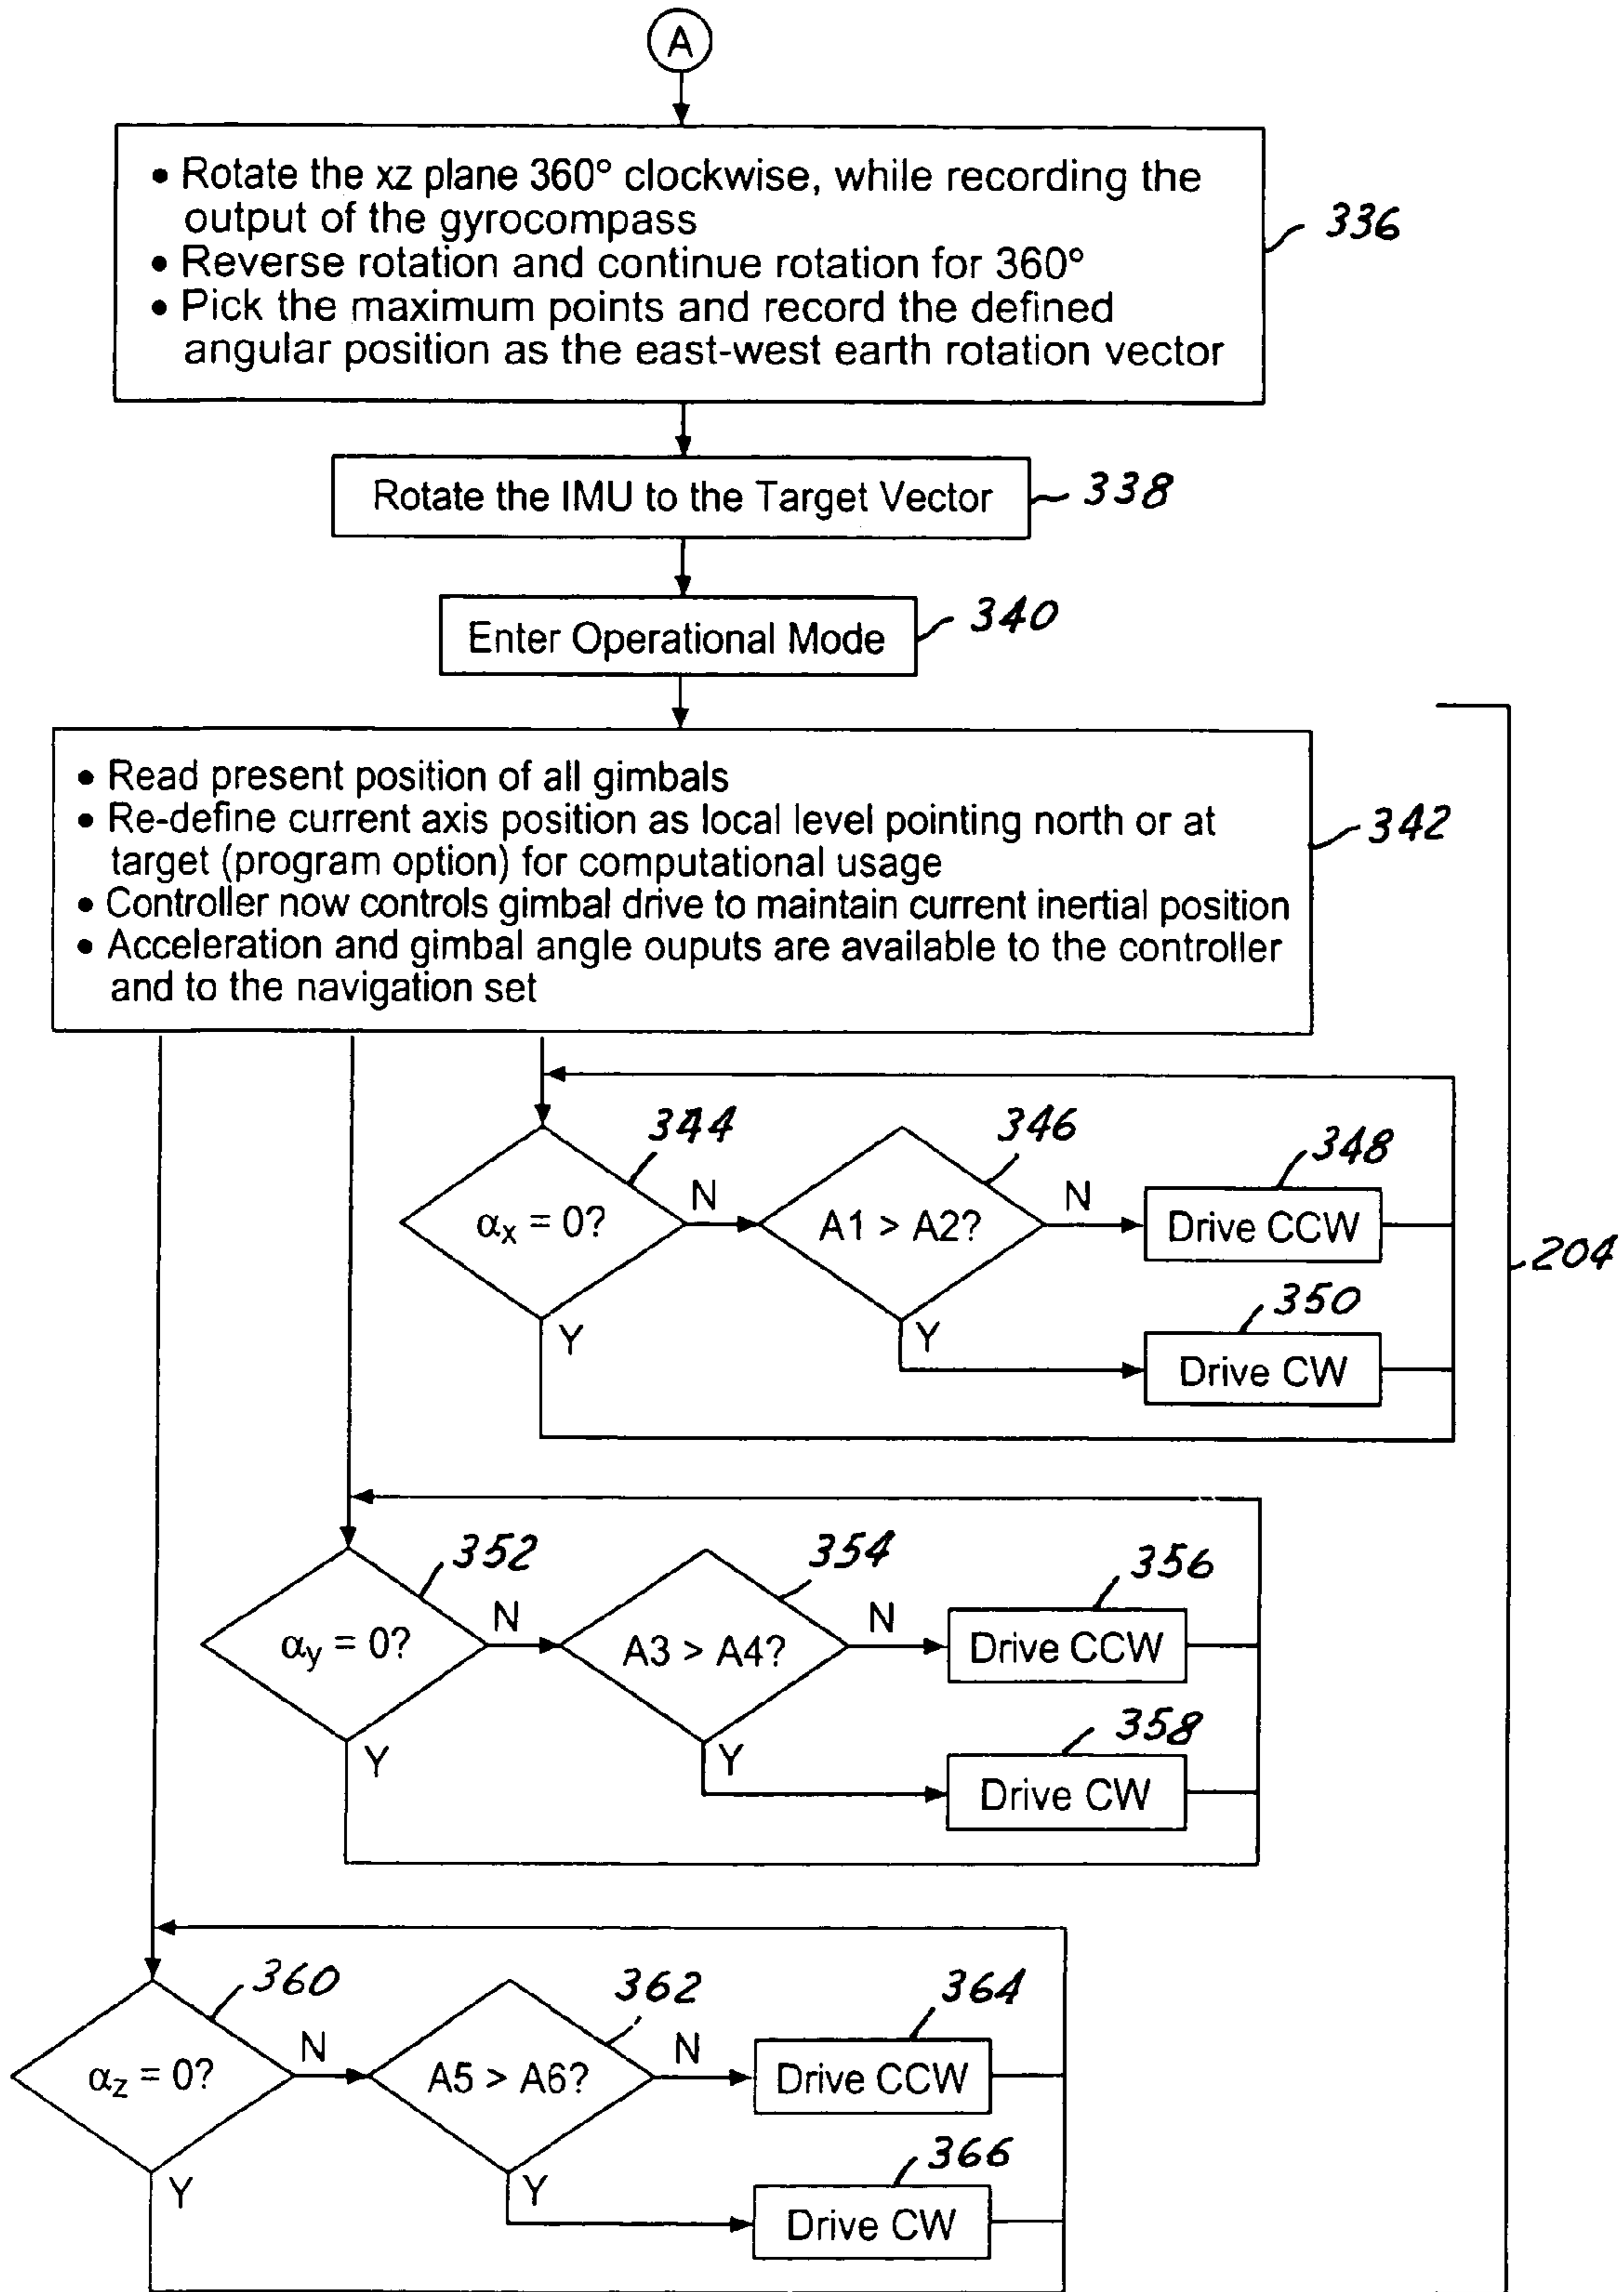 A
• Rotate the xz plane 360° clockwise, while recording the
output of the gyrocompass
• Reverse rotation and continue rotation for 360°
• Pick the maximum points and record the defined
angular position as the east-west earth rotation vector
336
Rotate the IMU to the Target Vector
338
Enter Operational Mode
340
• Read present position of all gimbals
• Re-define current axis position as local level pointing north or at
target (program option) for computational usage
• Controller now controls gimbal drive to maintain current inertial position
• Acceleration and gimbal angle ouputs are available to the controller
and to the navigation set
342
204
344
αx = 0?
N
Y
346
A1 > A2?
N
Y
348
Drive CCW
350
Drive CW
352
αy = 0?
N
Y
354
A3 > A4?
N
Y
356
Drive CCW
358
Drive CW
360
αz = 0?
N
Y
362
A5 > A6?
N
Y
364
Drive CCW
366
Drive CW